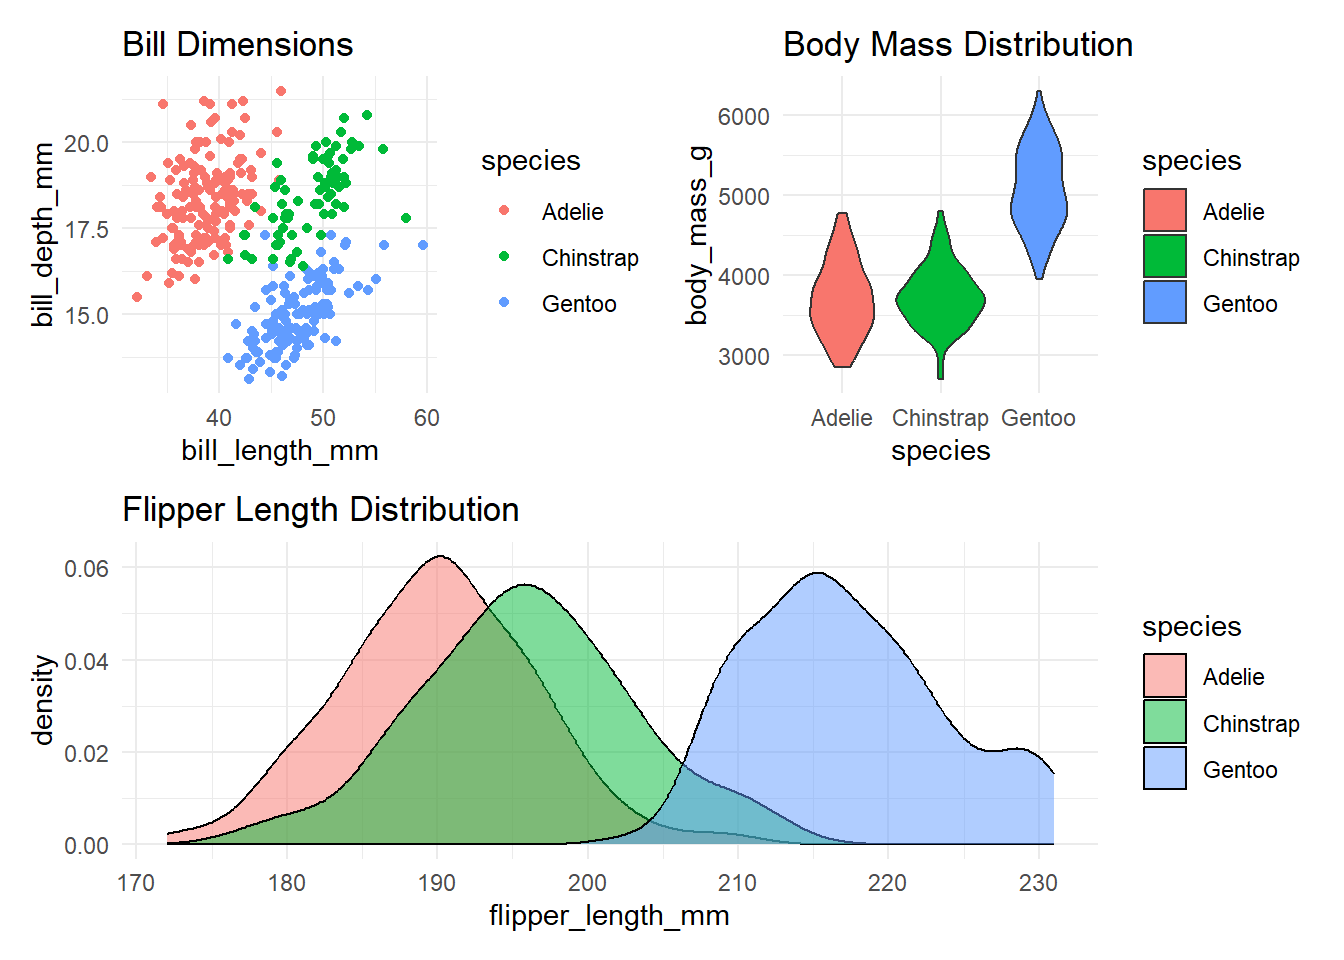 Bill Dimensions
bill_depth_mm
20.0
17.5
15.0
40 50 60
bill_length_mm
species
Adelie
Chinstrap
Gentoo
Body Mass Distribution
body_mass_g
6000
5000
4000
3000
Adelie Chinstrap Gentoo
species
species
Adelie
Chinstrap
Gentoo
Flipper Length Distribution
density
0.06
0.04
0.02
0.00
170 180 190 200 210 220 230
flipper_length_mm
species
Adelie
Chinstrap
Gentoo